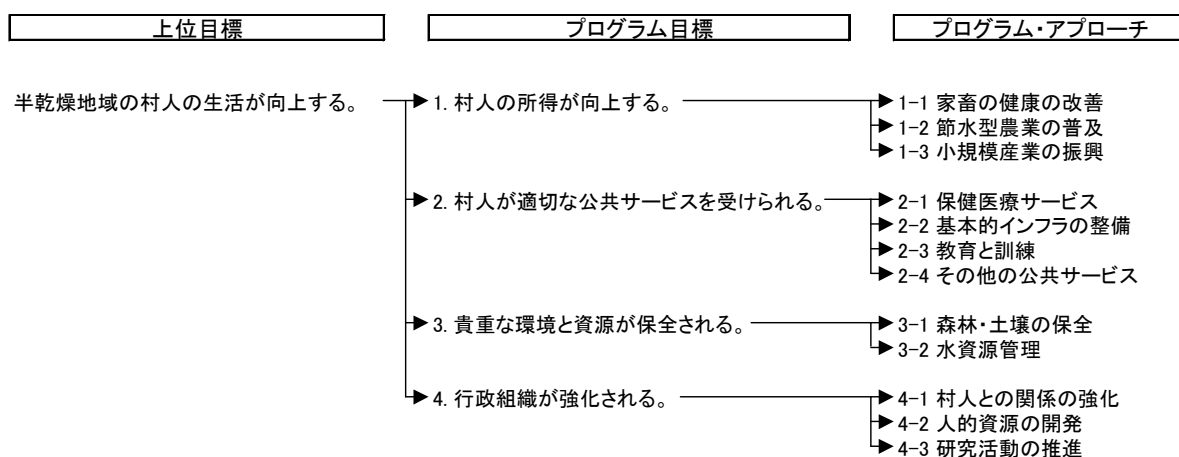 上位目標 プログラム目標 プログラム・アプローチ
半乾燥地域の村人の生活が向上する。 1. 村人の所得が向上する。 1-1 家畜の健康の改善
1-2 節水型農業の普及
1-3 小規模産業の振興
2. 村人が適切な公共サービスを受けられる。 2-1 保健医療サービス
2-2 基本的インフラの整備
2-3 教育と訓練
2-4 その他の公共サービス
3. 貴重な環境と資源が保全される。 3-1 森林・土壌の保全
3-2 水資源管理
4. 行政組織が強化される。 4-1 村人との関係の強化
4-2 人的資源の開発
4-3 研究活動の推進